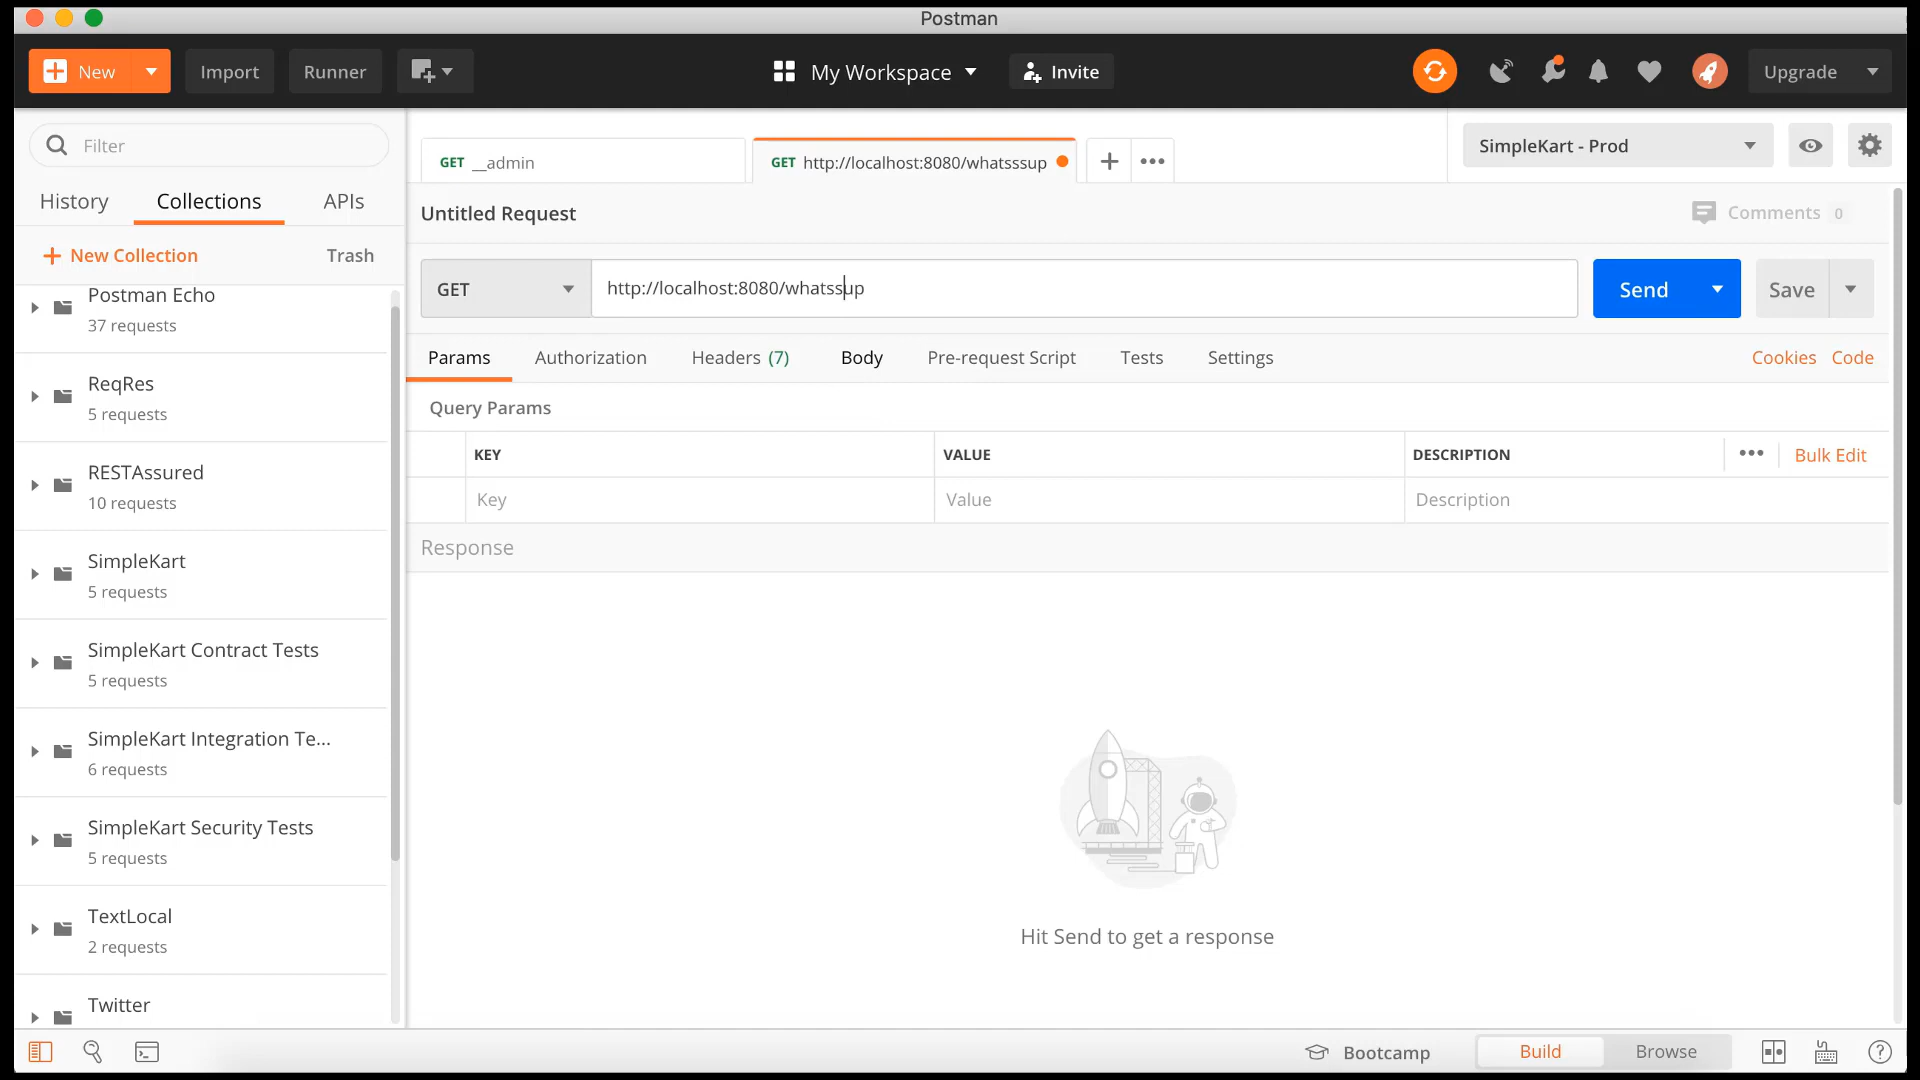 Postman
New
Import
Runner
My Workspace
Invite
Upgrade
Filter
GET __admin
GET http://localhost:8080/whatsssup
SimpleKart - Prod
History
Collections
APIs
Untitled Request
Comments 0
New Collection
Trash
GET
http://localhost:8080/whatssup
Send
Save
Postman Echo
37 requests
Params
Authorization
Headers (7)
Body
Pre-request Script
Tests
Settings
Cookies
Code
ReqRes
5 requests
Query Params
KEY
VALUE
DESCRIPTION
Bulk Edit
RESTAssured
10 requests
Key
Value
Description
Response
SimpleKart
5 requests
SimpleKart Contract Tests
5 requests
SimpleKart Integration Te...
6 requests
SimpleKart Security Tests
5 requests
TextLocal
2 requests
Hit Send to get a response
Twitter
Bootcamp
Build
Browse